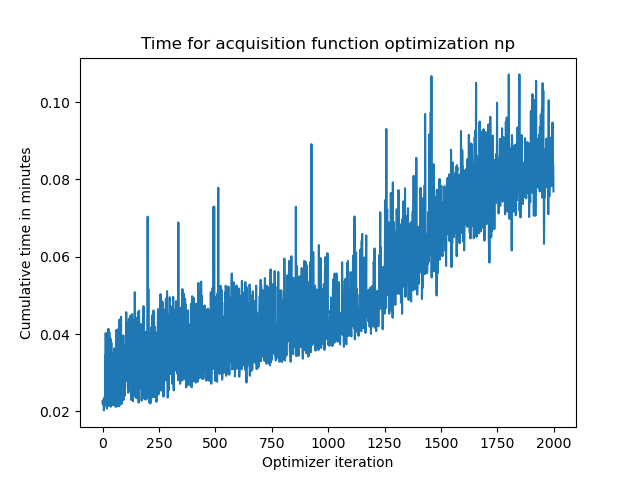 Time for acquisition function optimization np
0.10
0.08
0.06
0.04
0.02
Cumulative time in minutes
0 250 500 750 1000 1250 1500 1750 2000
Optimizer iteration